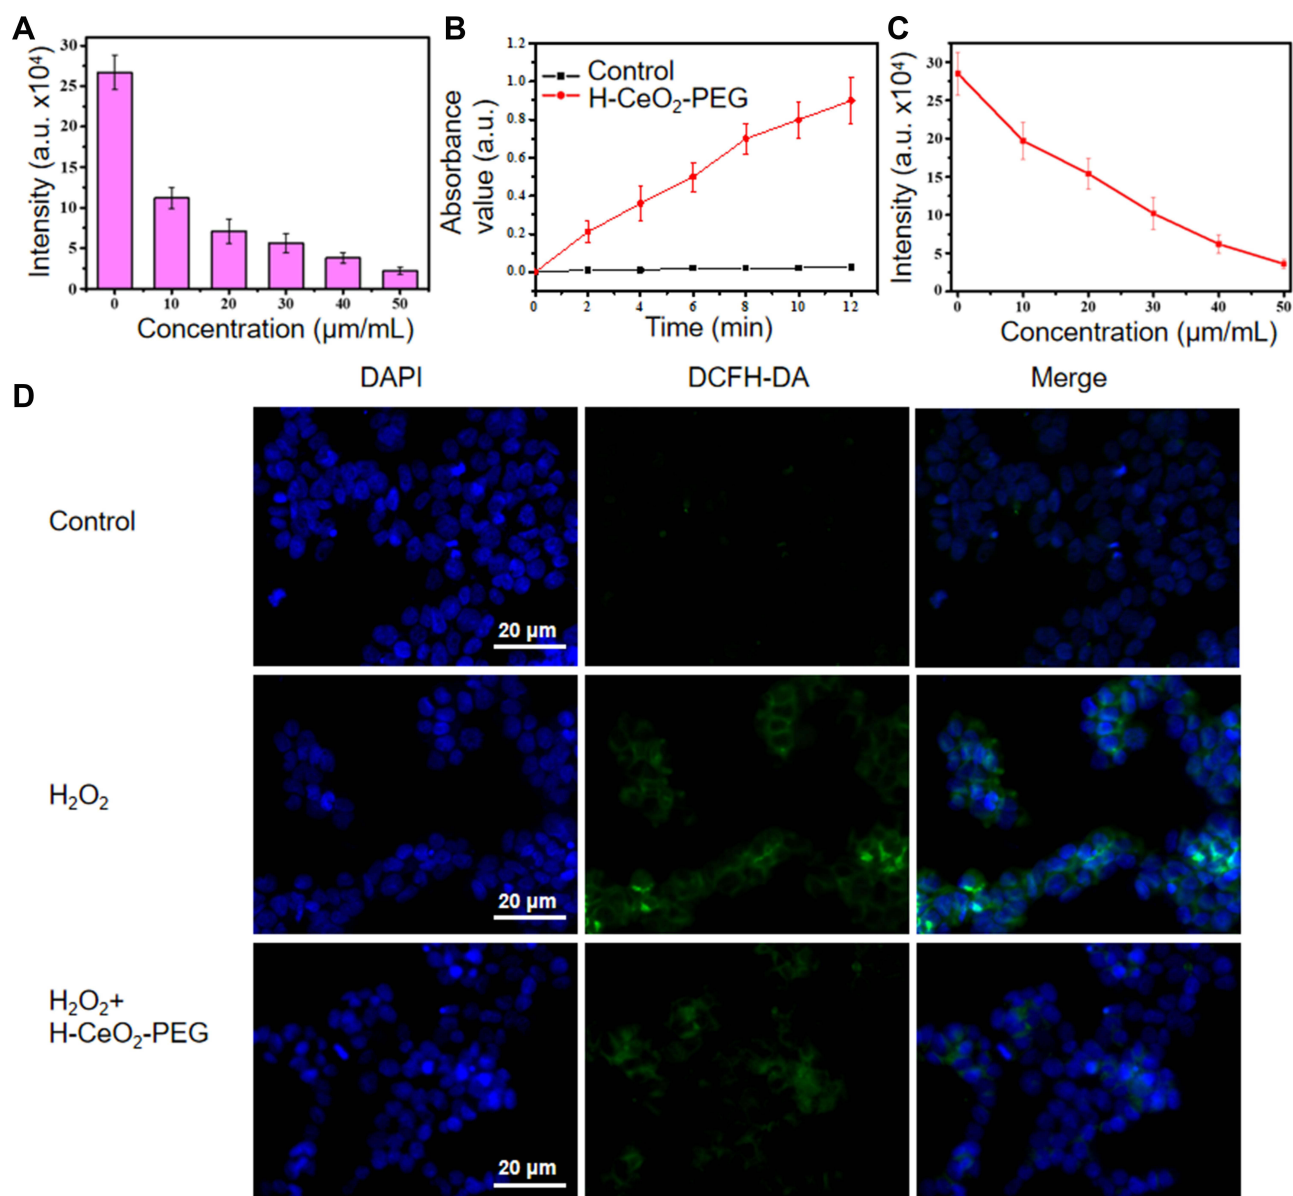 A
Intensity (a.u. x10⁴)
30
25
20
15
10
5
0
0 10 20 30 40 50
Concentration (µm/mL)
B
Absorbance
value (a.u.)
1.2
1.0
0.8
0.6
0.4
0.2
0.0
Control
H-CeO₂-PEG
0 2 4 6 8 10 12
Time (min)
C
Intensity (a.u. x10⁴)
30
25
20
15
10
5
0
0 10 20 30 40 50
Concentration (µm/mL)
D
DAPI DCFH-DA Merge
Control
20 µm
H₂O₂
20 µm
H₂O₂+
H-CeO₂-PEG
20 µm